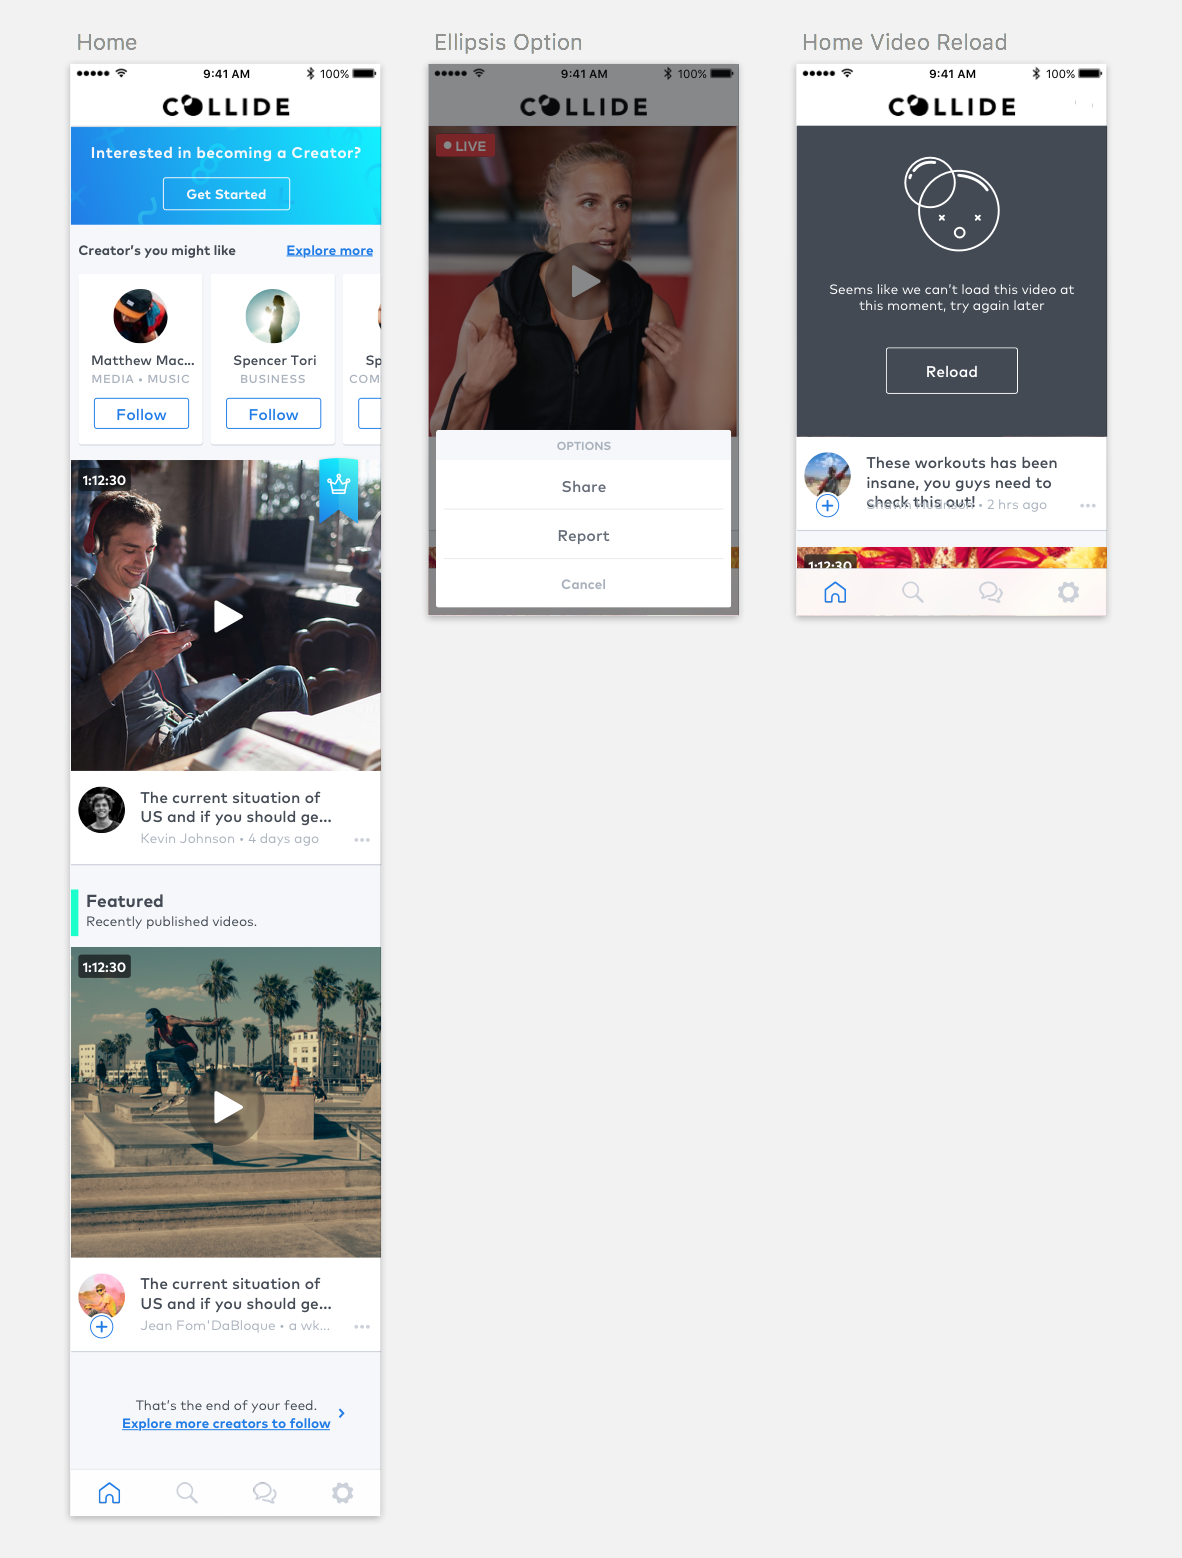 Home
9:41 AM
100%
COLLIDE
Interested in becoming a Creator?
Get Started
Creator's you might like
Explore more
Matthew Mac...
MEDIA • MUSIC
Follow
Spencer Tori
BUSINESS
Follow
Sp
COM
1:12:30
The current situation of
US and if you should ge...
Kevin Johnson • 4 days ago
Featured
Recently published videos.
1:12:30
The current situation of
US and if you should ge...
Jean Fom'DaBloque • a wk...
That's the end of your feed.
Explore more creators to follow
Ellipsis Option
9:41 AM
100%
COLLIDE
LIVE
OPTIONS
Share
Report
Cancel
Home Video Reload
9:41 AM
100%
COLLIDE
Seems like we can't load this video at
this moment, try again later
Reload
These workouts has been
insane, you guys need to
check this out!
• 2 hrs ago
1:12:30